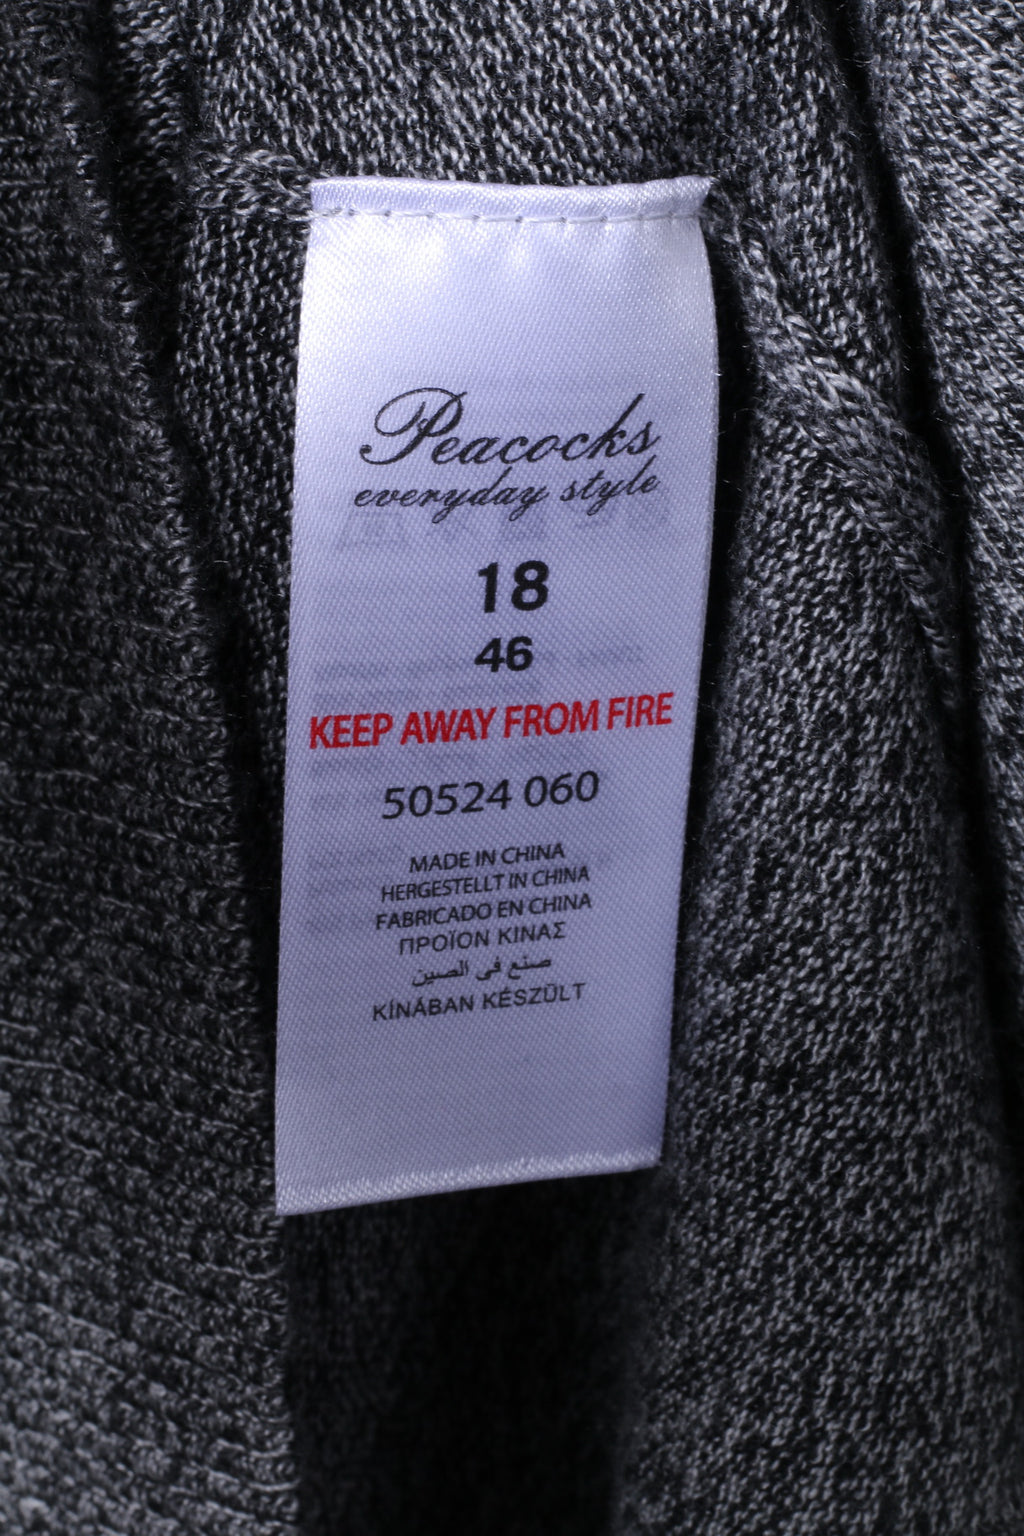 Peacocks
everyday style
18
46
KEEP AWAY FROM FIRE
50524 060
MADE IN CHINA
HERGESTELLT IN CHINA
FABRICADO EN CHINA
ΠΡΟΪΟΝ ΚΙΝΑΣ
صنع فى الصين
KÍNÁBAN KÉSZÜLT